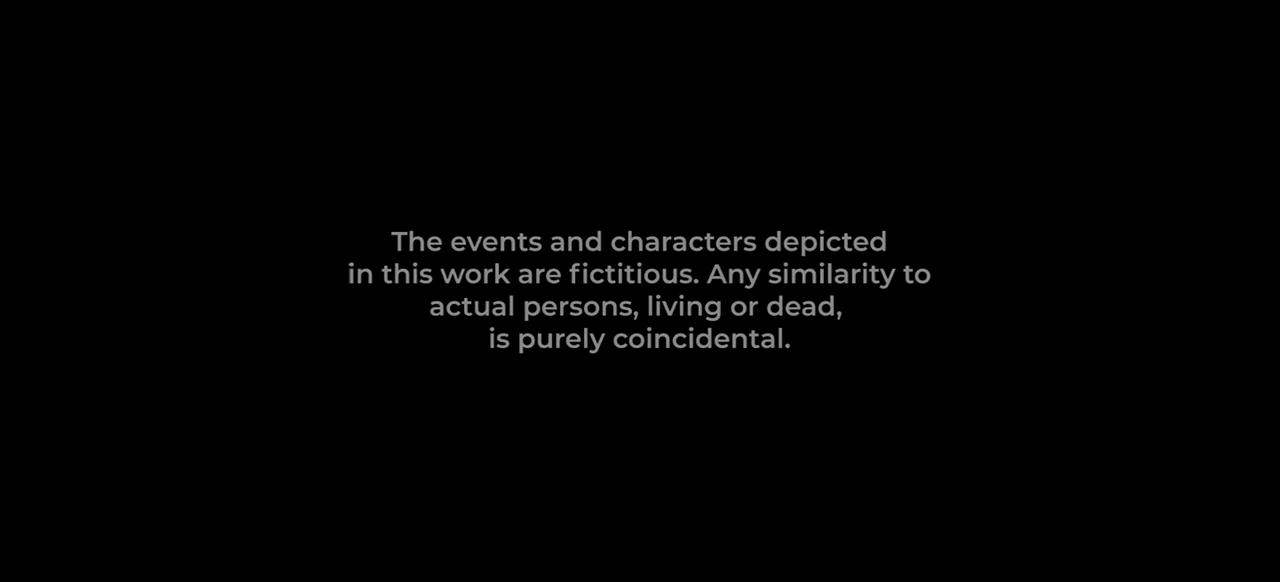 The events and characters depicted
in this work are fictitious. Any similarity to
actual persons, living or dead,
is purely coincidental.